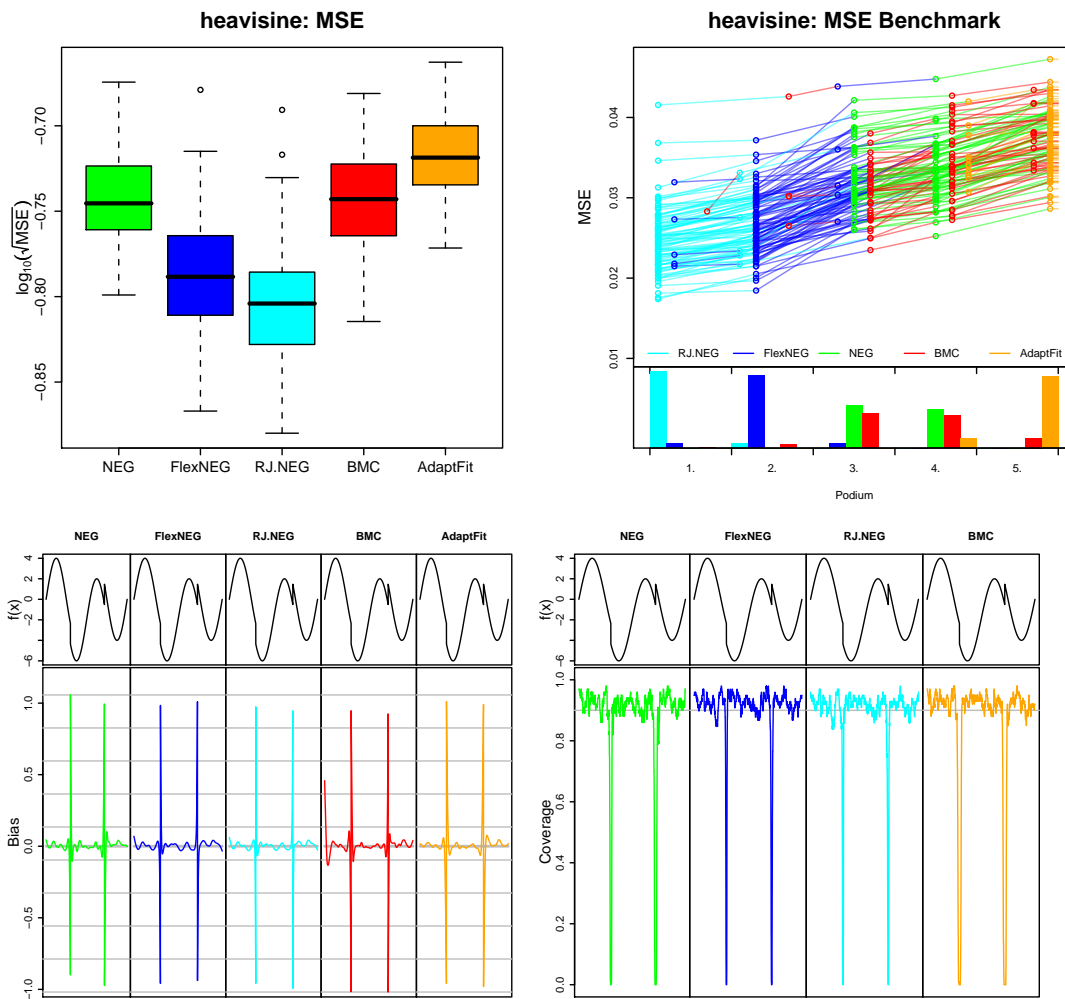 heavisine: MSE
log10(√MSE)
−0.70
−0.75
−0.80
−0.85
NEG
FlexNEG
RJ.NEG
BMC
AdaptFit
heavisine: MSE Benchmark
MSE
0.04
0.03
0.02
0.01
RJ.NEG
FlexNEG
NEG
BMC
AdaptFit
1.
2.
3.
4.
5.
Podium
NEG
FlexNEG
RJ.NEG
BMC
AdaptFit
f(x)
4
2
0
−2
−6
Bias
1.0
0.5
0.0
−0.5
−1.0
NEG
FlexNEG
RJ.NEG
BMC
f(x)
4
2
0
−2
−6
Coverage
1.0
0.8
0.6
0.4
0.2
0.0